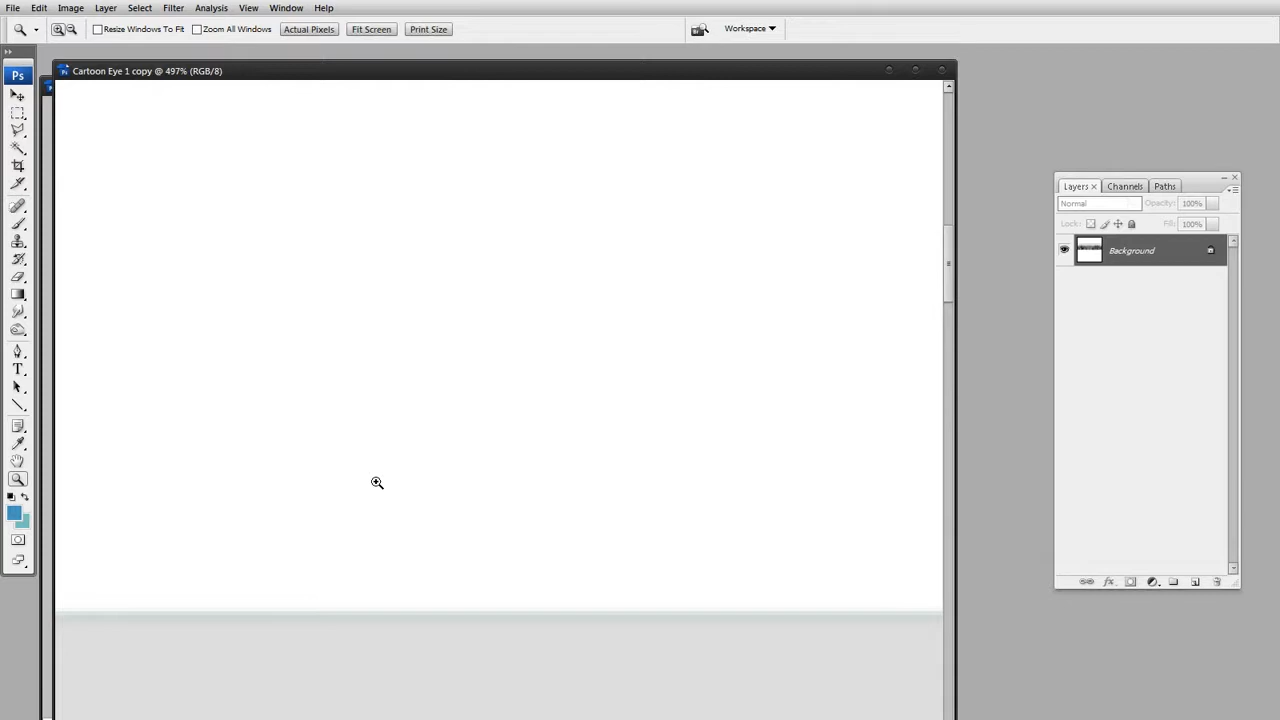 File Edit Image Layer Select Filter Analysis View Window Help
Resize Windows To Fit Zoom All Windows Actual Pixels Fit Screen Print Size Workspace
Ps
Cartoon Eye 1 copy @ 497% (RGB/8)
Layers x Channels Paths
Normal Opacity: 100%
Lock: Fill: 100%
Background
T
fx